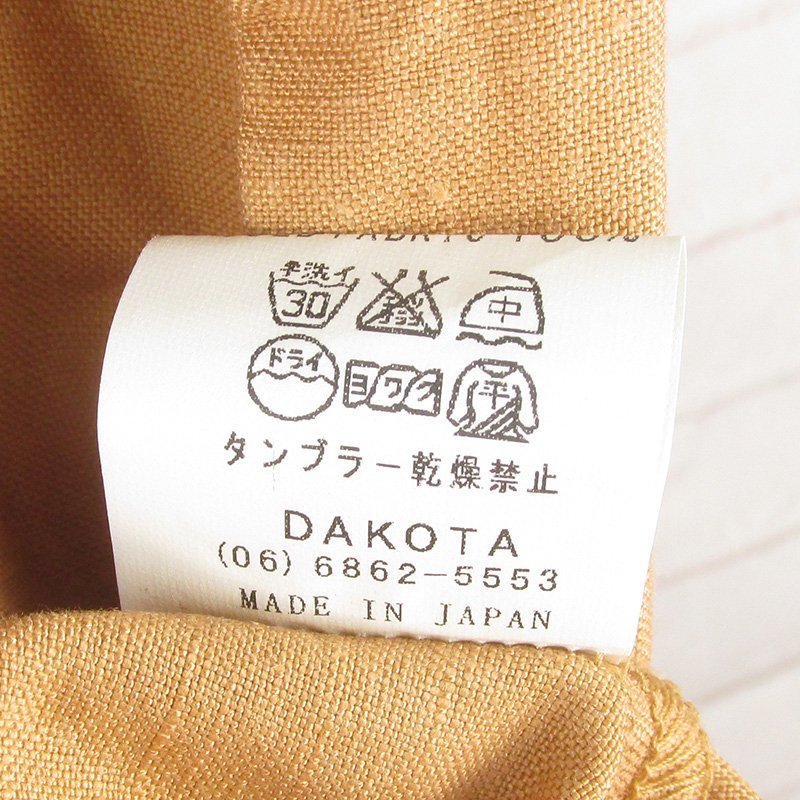 100%
手洗イ
30
中
ドライ
ヨワク
平
タンブラー乾燥禁止
DAKOTA
(06) 6862-5553
MADE IN JAPAN